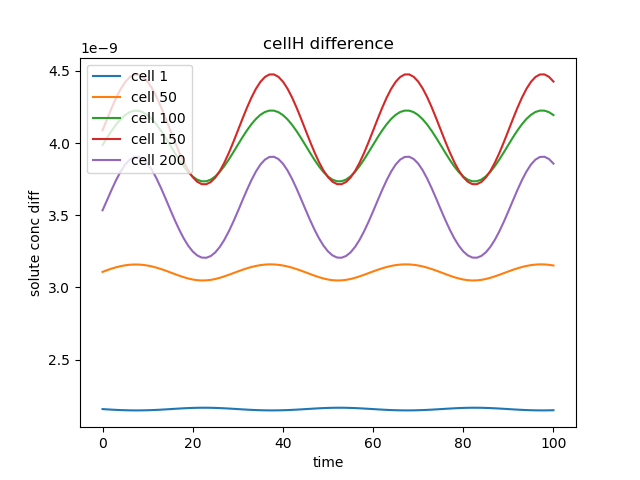 cellH difference
1e−9
4.5
4.0
3.5
3.0
2.5
solute conc diff
cell 1
cell 50
cell 100
cell 150
cell 200
0 20 40 60 80 100
time